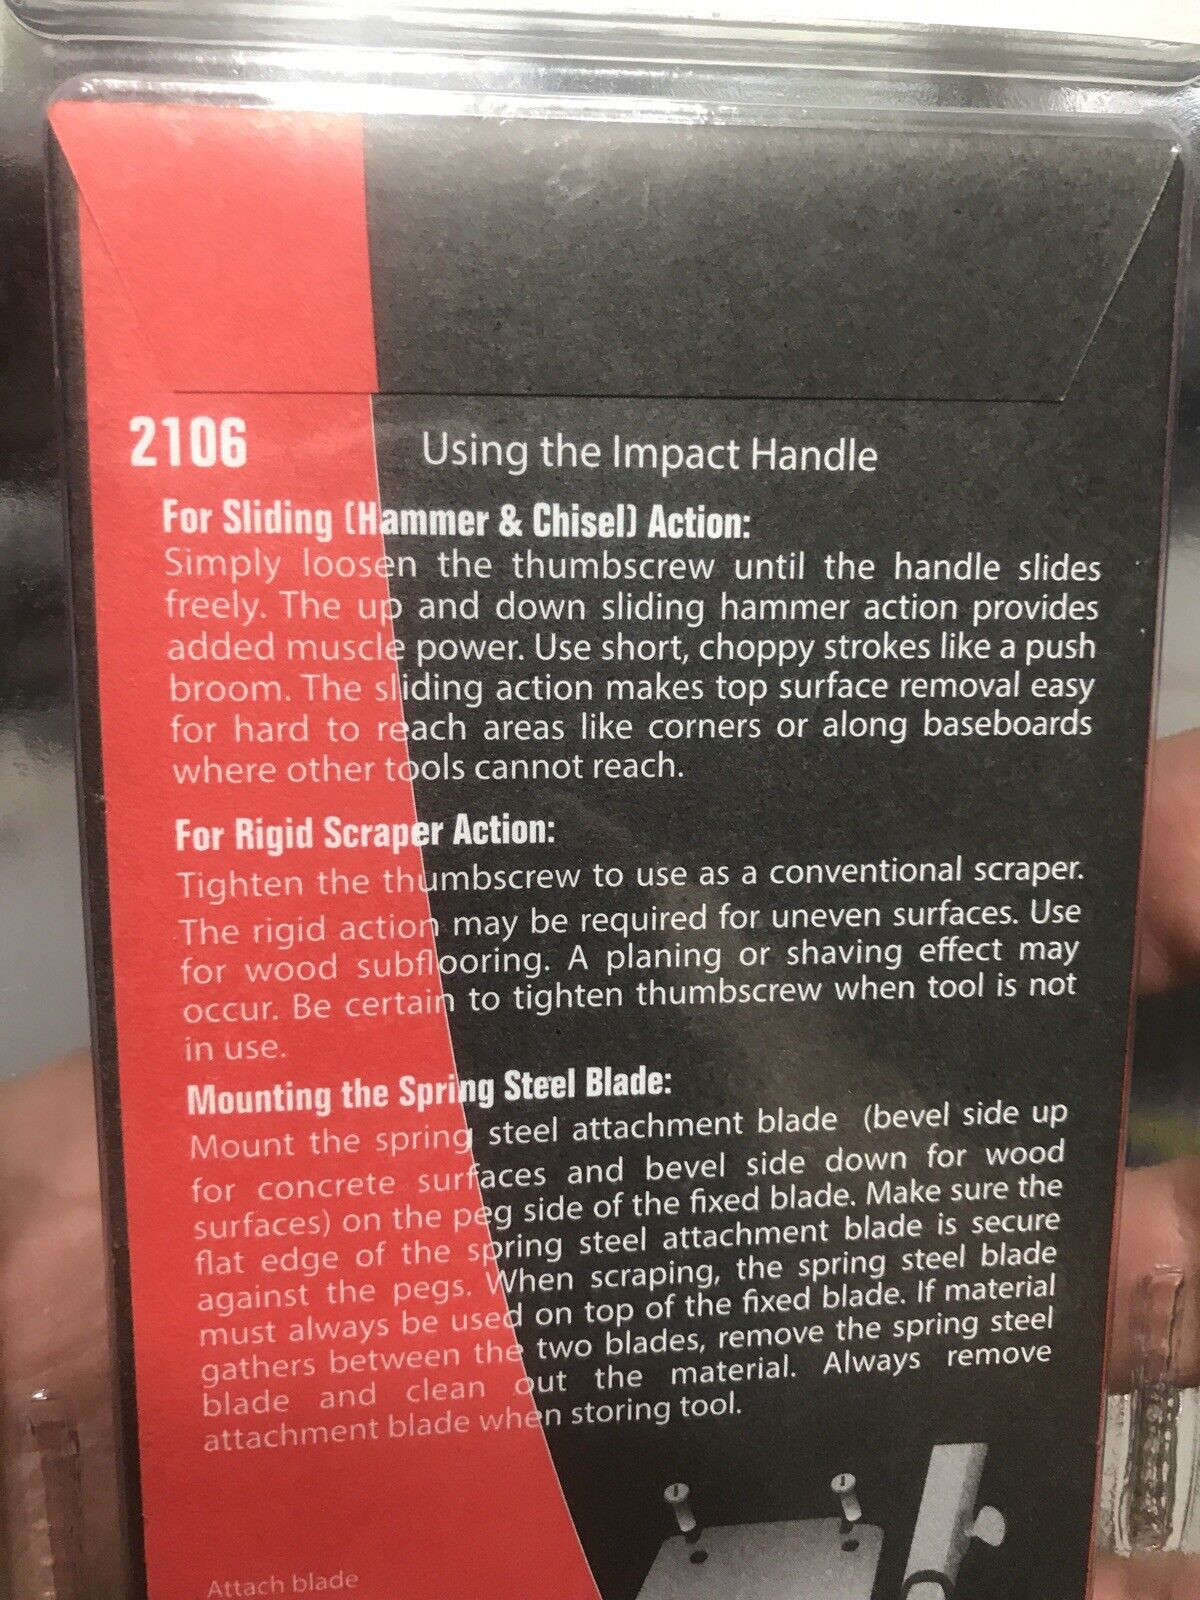 2106
Using the Impact Handle
For Sliding (Hammer & Chisel) Action:
Simply loosen the thumbscrew until the handle slides
freely. The up and down sliding hammer action provides
added muscle power. Use short, choppy strokes like a push
broom. The sliding action makes top surface removal easy
for hard to reach areas like corners or along baseboards
where other tools cannot reach.
For Rigid Scraper Action:
Tighten the thumbscrew to use as a conventional scraper.
The rigid action may be required for uneven surfaces. Use
for wood subflooring. A planing or shaving effect may
occur. Be certain to tighten thumbscrew when tool is not
in use.
Mounting the Spring Steel Blade:
Mount the spring steel attachment blade (bevel side up
for concrete surfaces and bevel side down for wood
surfaces) on the peg side of the fixed blade. Make sure the
flat edge of the spring steel attachment blade is secure
against the pegs. When scraping, the spring steel blade
must always be used on top of the fixed blade. If material
gathers between the two blades, remove the spring steel
blade and clean out the material. Always remove
attachment blade when storing tool.
Attach blade